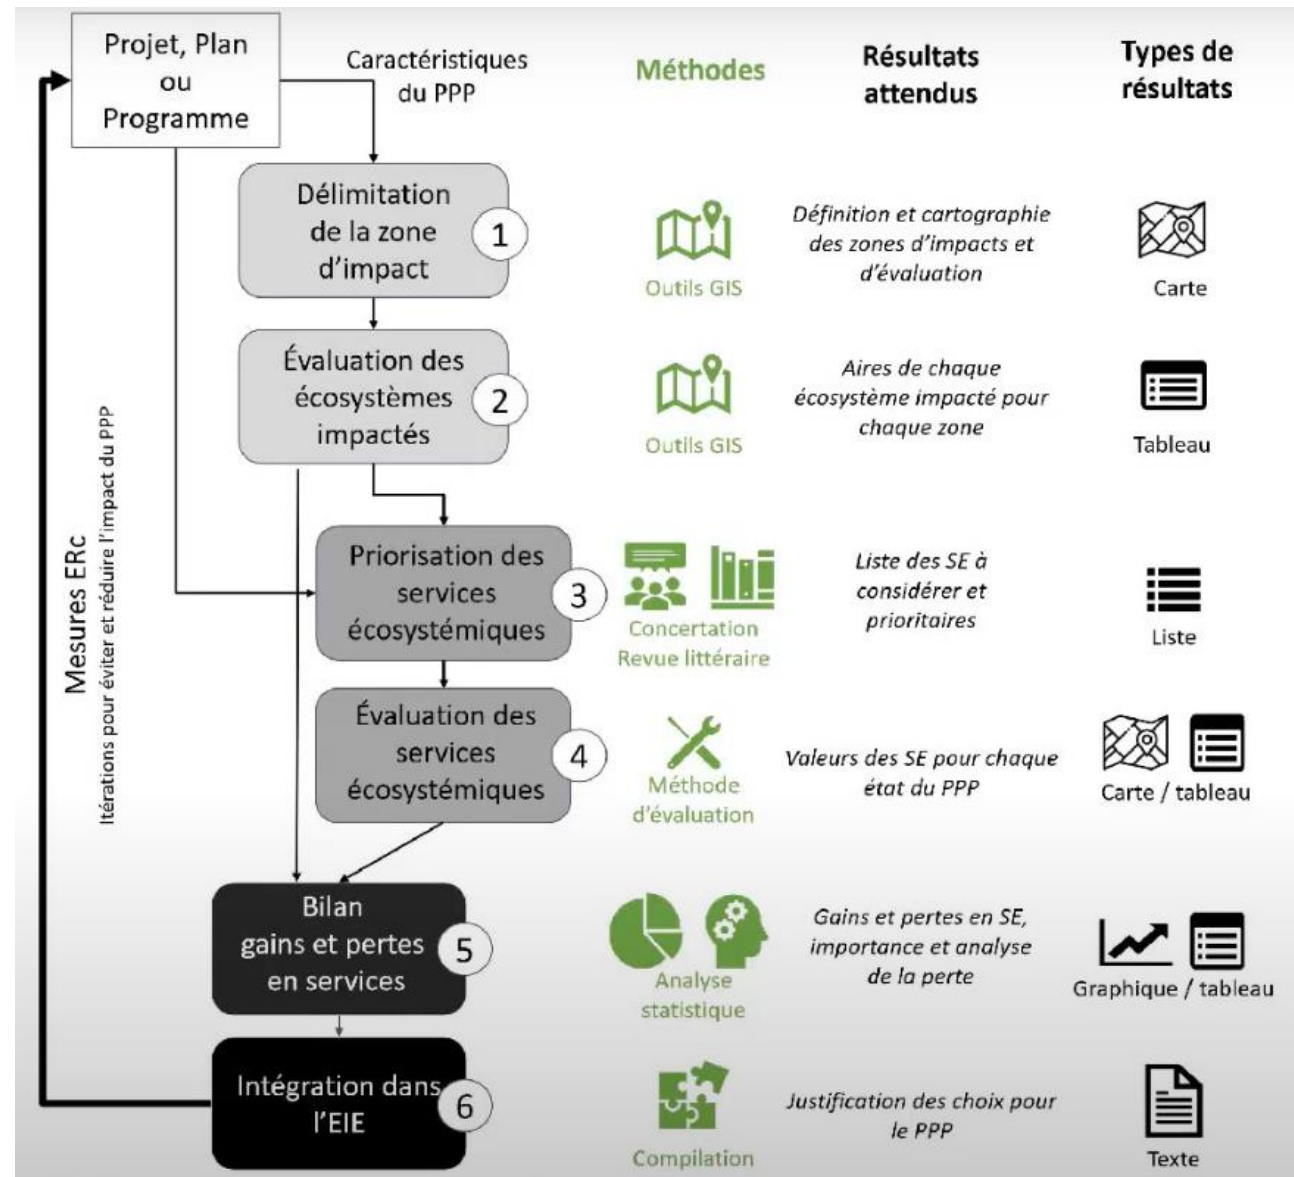 Projet, Plan
ou
Programme
Caractéristiques
du PPP
Méthodes
Résultats
attendus
Types de
résultats
Délimitation
de la zone
d'impact
1
Outils GIS
Définition et cartographie
des zones d'impacts et
d'évaluation
Carte
Évaluation des
écosystèmes
impactés
2
Outils GIS
Aires de chaque
écosystème impacté pour
chaque zone
Tableau
Mesures ERc
Itérations pour éviter et réduire l'impact du PPP
Priorisation des
services
écosystémiques
3
Concertation
Revue littéraire
Liste des SE à
considérer et
prioritaires
Liste
Évaluation des
services
écosystémiques
4
Méthode
d'évaluation
Valeurs des SE pour chaque
état du PPP
Carte / tableau
Bilan
gains et pertes
en services
5
Analyse
statistique
Gains et pertes en SE,
importance et analyse
de la perte
Graphique / tableau
Intégration dans
l'EIE
6
Compilation
Justification des choix pour
le PPP
Texte